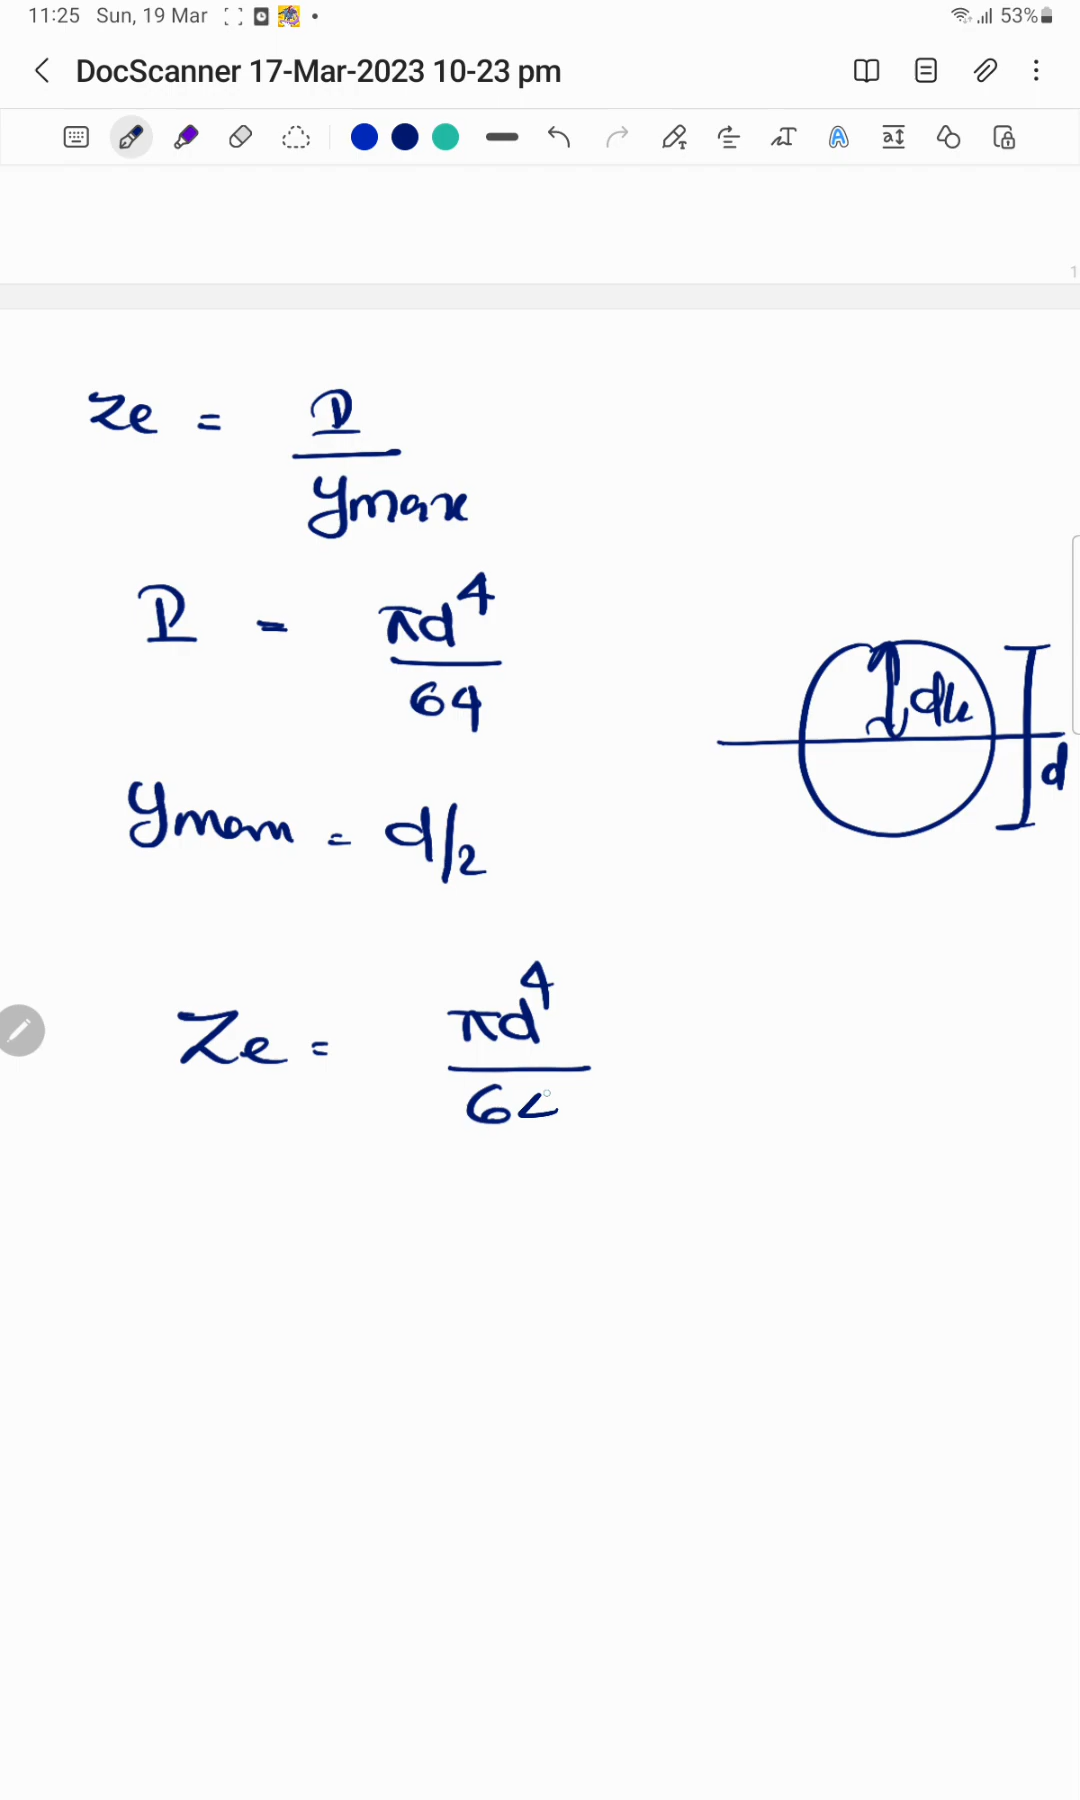 11:25 Sun, 19 Mar 53%
DocScanner 17-Mar-2023 10-23 pm
1
Ze = I
ymax
I = πd⁴
64
d/2
d
ymax = d/2
Ze = πd⁴
6